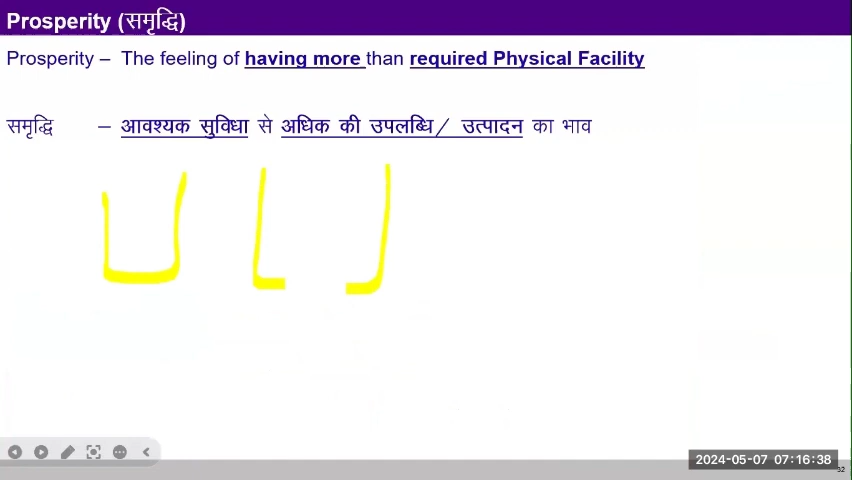 Prosperity (समृद्धि)
Prosperity – The feeling of having more than required Physical Facility
समृद्धि – आवश्यक सुविधा से अधिक की उपलब्धि/ उत्पादन का भाव
2024-05-07 07:16:38
32